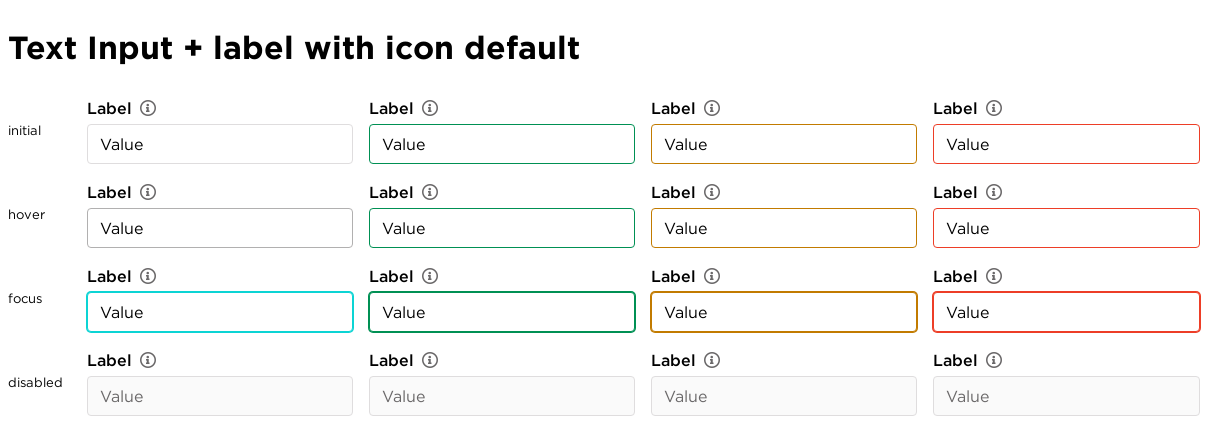 Text Input + label with icon default
Label Label Label Label
initial Value Value Value Value
Label Label Label Label
hover Value Value Value Value
Label Label Label Label
focus Value Value Value Value
Label Label Label Label
disabled Value Value Value Value